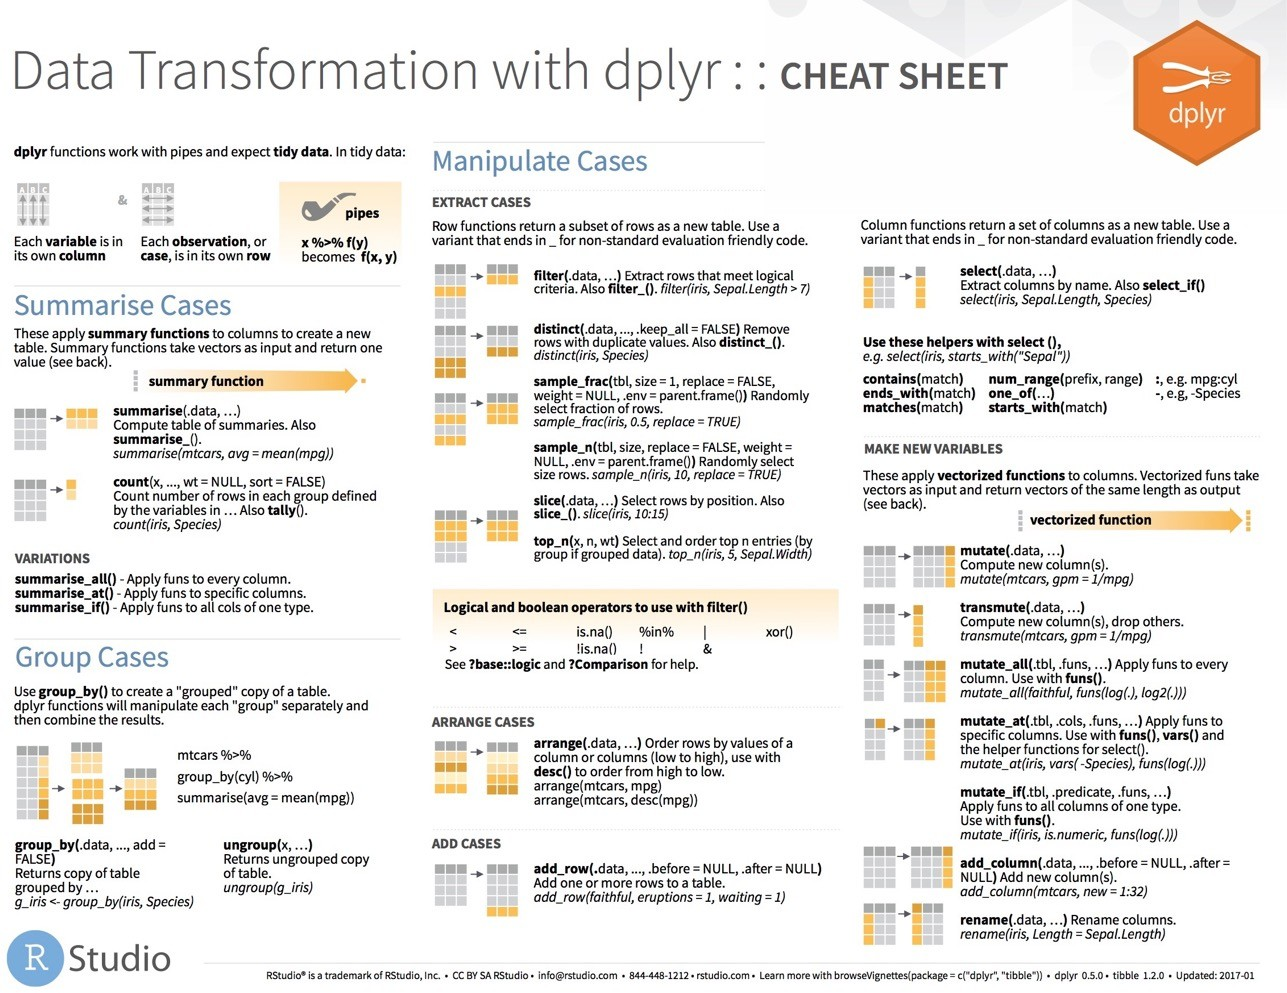 Data Transformation with dplyr : : CHEAT SHEET
dplyr
dplyr functions work with pipes and expect tidy data. In tidy data:
A B C
&
A B C
pipes
Each variable is in
its own column
Each observation, or
case, is in its own row
x %>% f(y)
becomes f(x, y)
Summarise Cases
These apply summary functions to columns to create a new
table. Summary functions take vectors as input and return one
value (see back).
summary function
summarise(.data, …)
Compute table of summaries. Also
summarise_().
summarise(mtcars, avg = mean(mpg))
count(x, ..., wt = NULL, sort = FALSE)
Count number of rows in each group defined
by the variables in … Also tally().
count(iris, Species)
VARIATIONS
summarise_all() - Apply funs to every column.
summarise_at() - Apply funs to specific columns.
summarise_if() - Apply funs to all cols of one type.
Group Cases
Use group_by() to create a "grouped" copy of a table.
dplyr functions will manipulate each "group" separately and
then combine the results.
mtcars %>%
group_by(cyl) %>%
summarise(avg = mean(mpg))
group_by(.data, ..., add =
FALSE)
Returns copy of table
grouped by …
g_iris <- group_by(iris, Species)
ungroup(x, …)
Returns ungrouped copy
of table.
ungroup(g_iris)
Manipulate Cases
EXTRACT CASES
Row functions return a subset of rows as a new table. Use a
variant that ends in _ for non-standard evaluation friendly code.
filter(.data, …) Extract rows that meet logical
criteria. Also filter_(). filter(iris, Sepal.Length > 7)
distinct(.data, ..., .keep_all = FALSE) Remove
rows with duplicate values. Also distinct_().
distinct(iris, Species)
sample_frac(tbl, size = 1, replace = FALSE,
weight = NULL, .env = parent.frame()) Randomly
select fraction of rows.
sample_frac(iris, 0.5, replace = TRUE)
sample_n(tbl, size, replace = FALSE, weight =
NULL, .env = parent.frame()) Randomly select
size rows. sample_n(iris, 10, replace = TRUE)
slice(.data, …) Select rows by position. Also
slice_(). slice(iris, 10:15)
top_n(x, n, wt) Select and order top n entries (by
group if grouped data). top_n(iris, 5, Sepal.Width)
Logical and boolean operators to use with filter()
< <= is.na() %in% | xor()
> >= !is.na() ! &
See ?base::logic and ?Comparison for help.
ARRANGE CASES
arrange(.data, …) Order rows by values of a
column or columns (low to high), use with
desc() to order from high to low.
arrange(mtcars, mpg)
arrange(mtcars, desc(mpg))
ADD CASES
add_row(.data, ..., .before = NULL, .after = NULL)
Add one or more rows to a table.
add_row(faithful, eruptions = 1, waiting = 1)
Column functions return a set of columns as a new table. Use a
variant that ends in _ for non-standard evaluation friendly code.
select(.data, …)
Extract columns by name. Also select_if()
select(iris, Sepal.Length, Species)
Use these helpers with select (),
e.g. select(iris, starts_with("Sepal"))
contains(match) num_range(prefix, range) :, e.g. mpg:cyl
ends_with(match) one_of(…) -, e.g, -Species
matches(match) starts_with(match)
MAKE NEW VARIABLES
These apply vectorized functions to columns. Vectorized funs take
vectors as input and return vectors of the same length as output
(see back).
vectorized function
mutate(.data, …)
Compute new column(s).
mutate(mtcars, gpm = 1/mpg)
transmute(.data, …)
Compute new column(s), drop others.
transmute(mtcars, gpm = 1/mpg)
mutate_all(.tbl, .funs, …) Apply funs to every
column. Use with funs().
mutate_all(faithful, funs(log(.), log2(.)))
mutate_at(.tbl, .cols, .funs, …) Apply funs to
specific columns. Use with funs(), vars() and
the helper functions for select().
mutate_at(iris, vars( -Species), funs(log(.)))
mutate_if(.tbl, .predicate, .funs, …)
Apply funs to all columns of one type.
Use with funs().
mutate_if(iris, is.numeric, funs(log(.)))
add_column(.data, ..., .before = NULL, .after =
NULL) Add new column(s).
add_column(mtcars, new = 1:32)
rename(.data, …) Rename columns.
rename(iris, Length = Sepal.Length)
R Studio
RStudio® is a trademark of RStudio, Inc. • CC BY SA RStudio • info@rstudio.com • 844-448-1212 • rstudio.com • Learn more with browseVignettes(package = c("dplyr", "tibble")) • dplyr 0.5.0 • tibble 1.2.0 • Updated: 2017-01